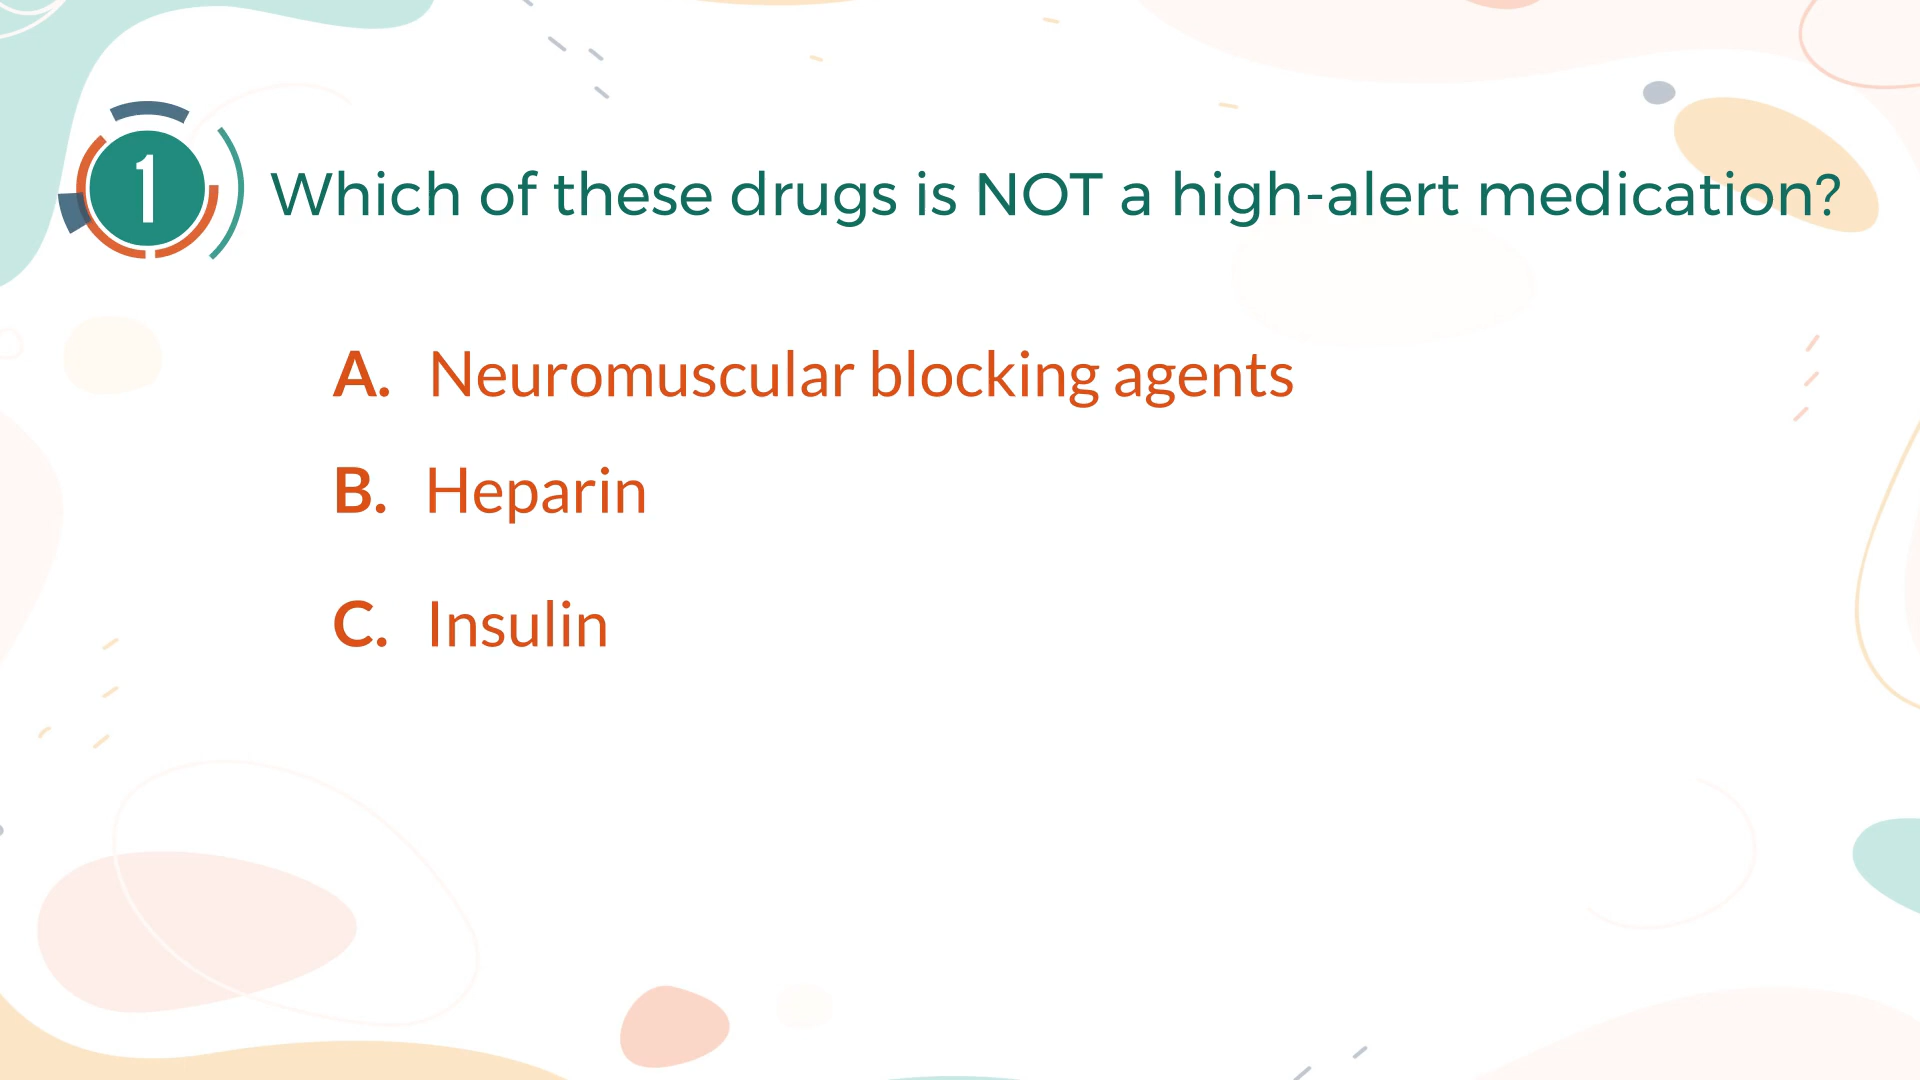 1
Which of these drugs is NOT a high-alert medication?
A. Neuromuscular blocking agents
B. Heparin
C. Insulin